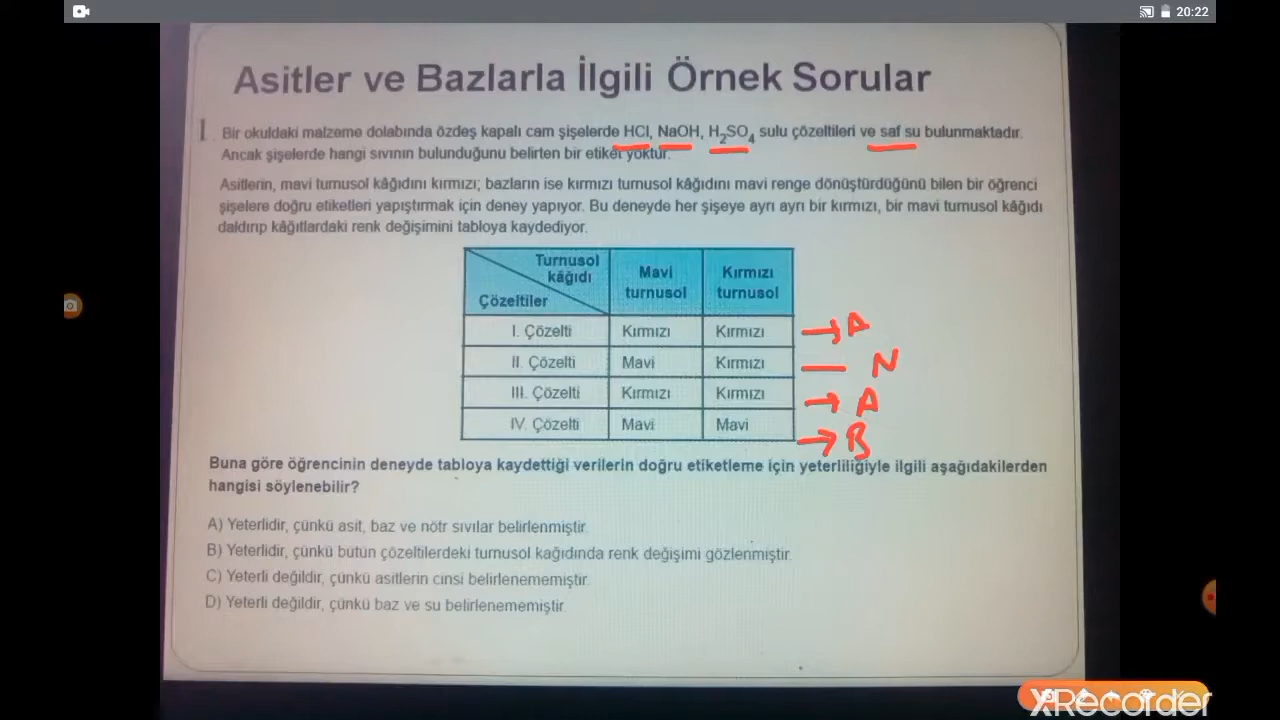 20:22
Asitler ve Bazlarla İlgili Örnek Sorular
1 Bir okuldaki malzeme dolabında özdeş kapalı cam şişelerde HCl, NaOH, H₂SO₄ sulu çözeltileri ve saf su bulunmaktadır.
Ancak şişelerde hangi sıvının bulunduğunu belirten bir etiket yoktur.
Asitlerin, mavi turnusol kâğıdını kırmızı; bazların ise kırmızı turnusol kâğıdını mavi renge dönüştürdüğünü bilen bir öğrenci
şişelere doğru etiketleri yapıştırmak için deney yapıyor. Bu deneyde her şişeye ayrı ayrı bir kırmızı, bir mavi turnusol kâğıdı
daldırıp kâğıtlardaki renk değişimini tabloya kaydediyor.
Turnusol kâğıdı
Çözeltiler
Mavi turnusol
Kırmızı turnusol
I. Çözelti Kırmızı Kırmızı → A
II. Çözelti Mavi Kırmızı — N
III. Çözelti Kırmızı Kırmızı → A
IV. Çözelti Mavi Mavi → B
Buna göre öğrencinin deneyde tabloya kaydettiği verilerin doğru etiketleme için yeterliliğiyle ilgili aşağıdakilerden
hangisi söylenebilir?
A) Yeterlidir, çünkü asit, baz ve nötr sıvılar belirlenmiştir.
B) Yeterlidir, çünkü bütün çözeltilerdeki turnusol kağıdında renk değişimi gözlenmiştir.
C) Yeterli değildir, çünkü asitlerin cinsi belirlenememiştir.
D) Yeterli değildir, çünkü baz ve su belirlenememiştir.
XRecorder